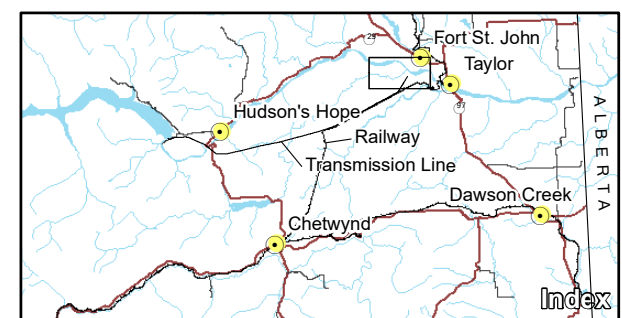 29
Fort St. John
Taylor
Hudson's Hope
97
Railway
Transmission Line
ALBERTA
Dawson Creek
Chetwynd
Index